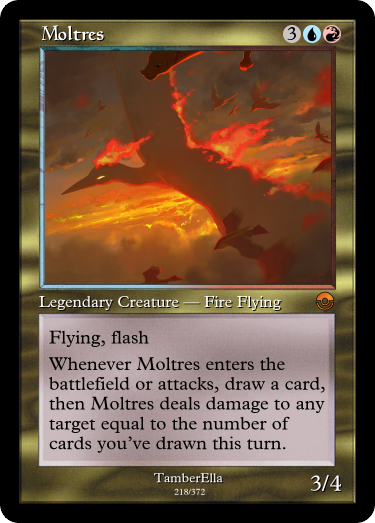 Moltres 3
Legendary Creature — Fire Flying
Flying, flash
Whenever Moltres enters the
battlefield or attacks, draw a card,
then Moltres deals damage to any
target equal to the number of
cards you've drawn this turn.
TamberElla
218/372
3/4